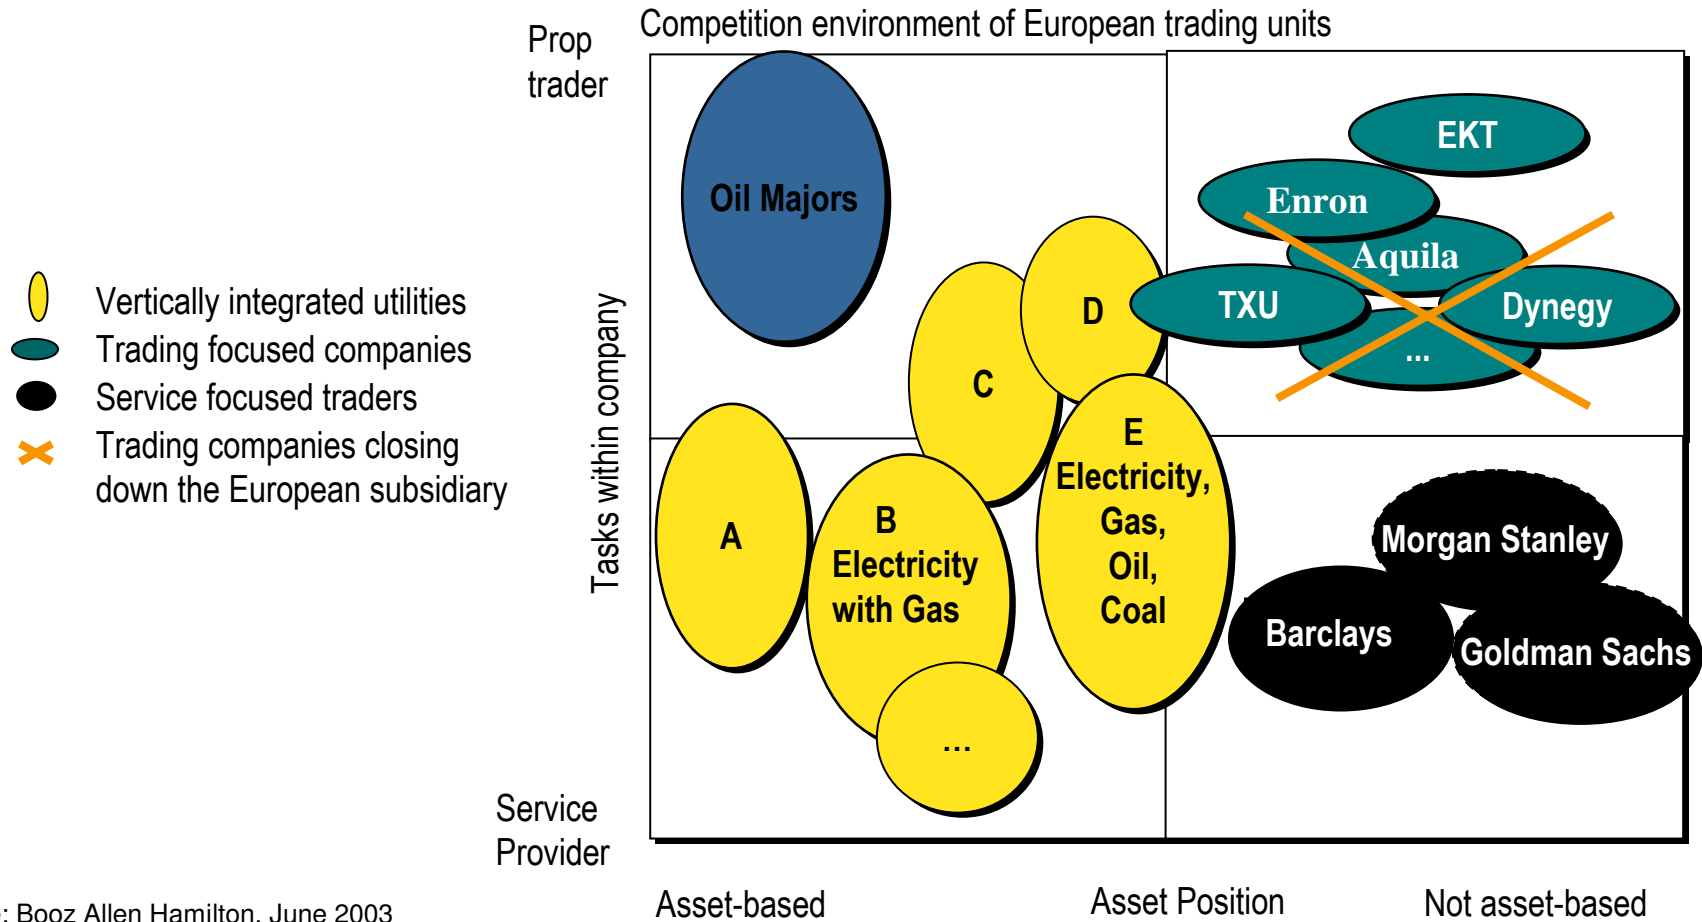 Competition environment of European trading units
Prop
trader
EKT
Enron
Oil Majors
Aquila
TXU
Dynegy
...
D
C
Vertically integrated utilities
Trading focused companies
Service focused traders
Trading companies closing
down the European subsidiary
Tasks within company
A
B
Electricity
with Gas
E
Electricity,
Gas,
Oil,
Coal
...
Morgan Stanley
Barclays
Goldman Sachs
Service
Provider
Asset-based
Asset Position
Not asset-based
: Booz Allen Hamilton, June 2003